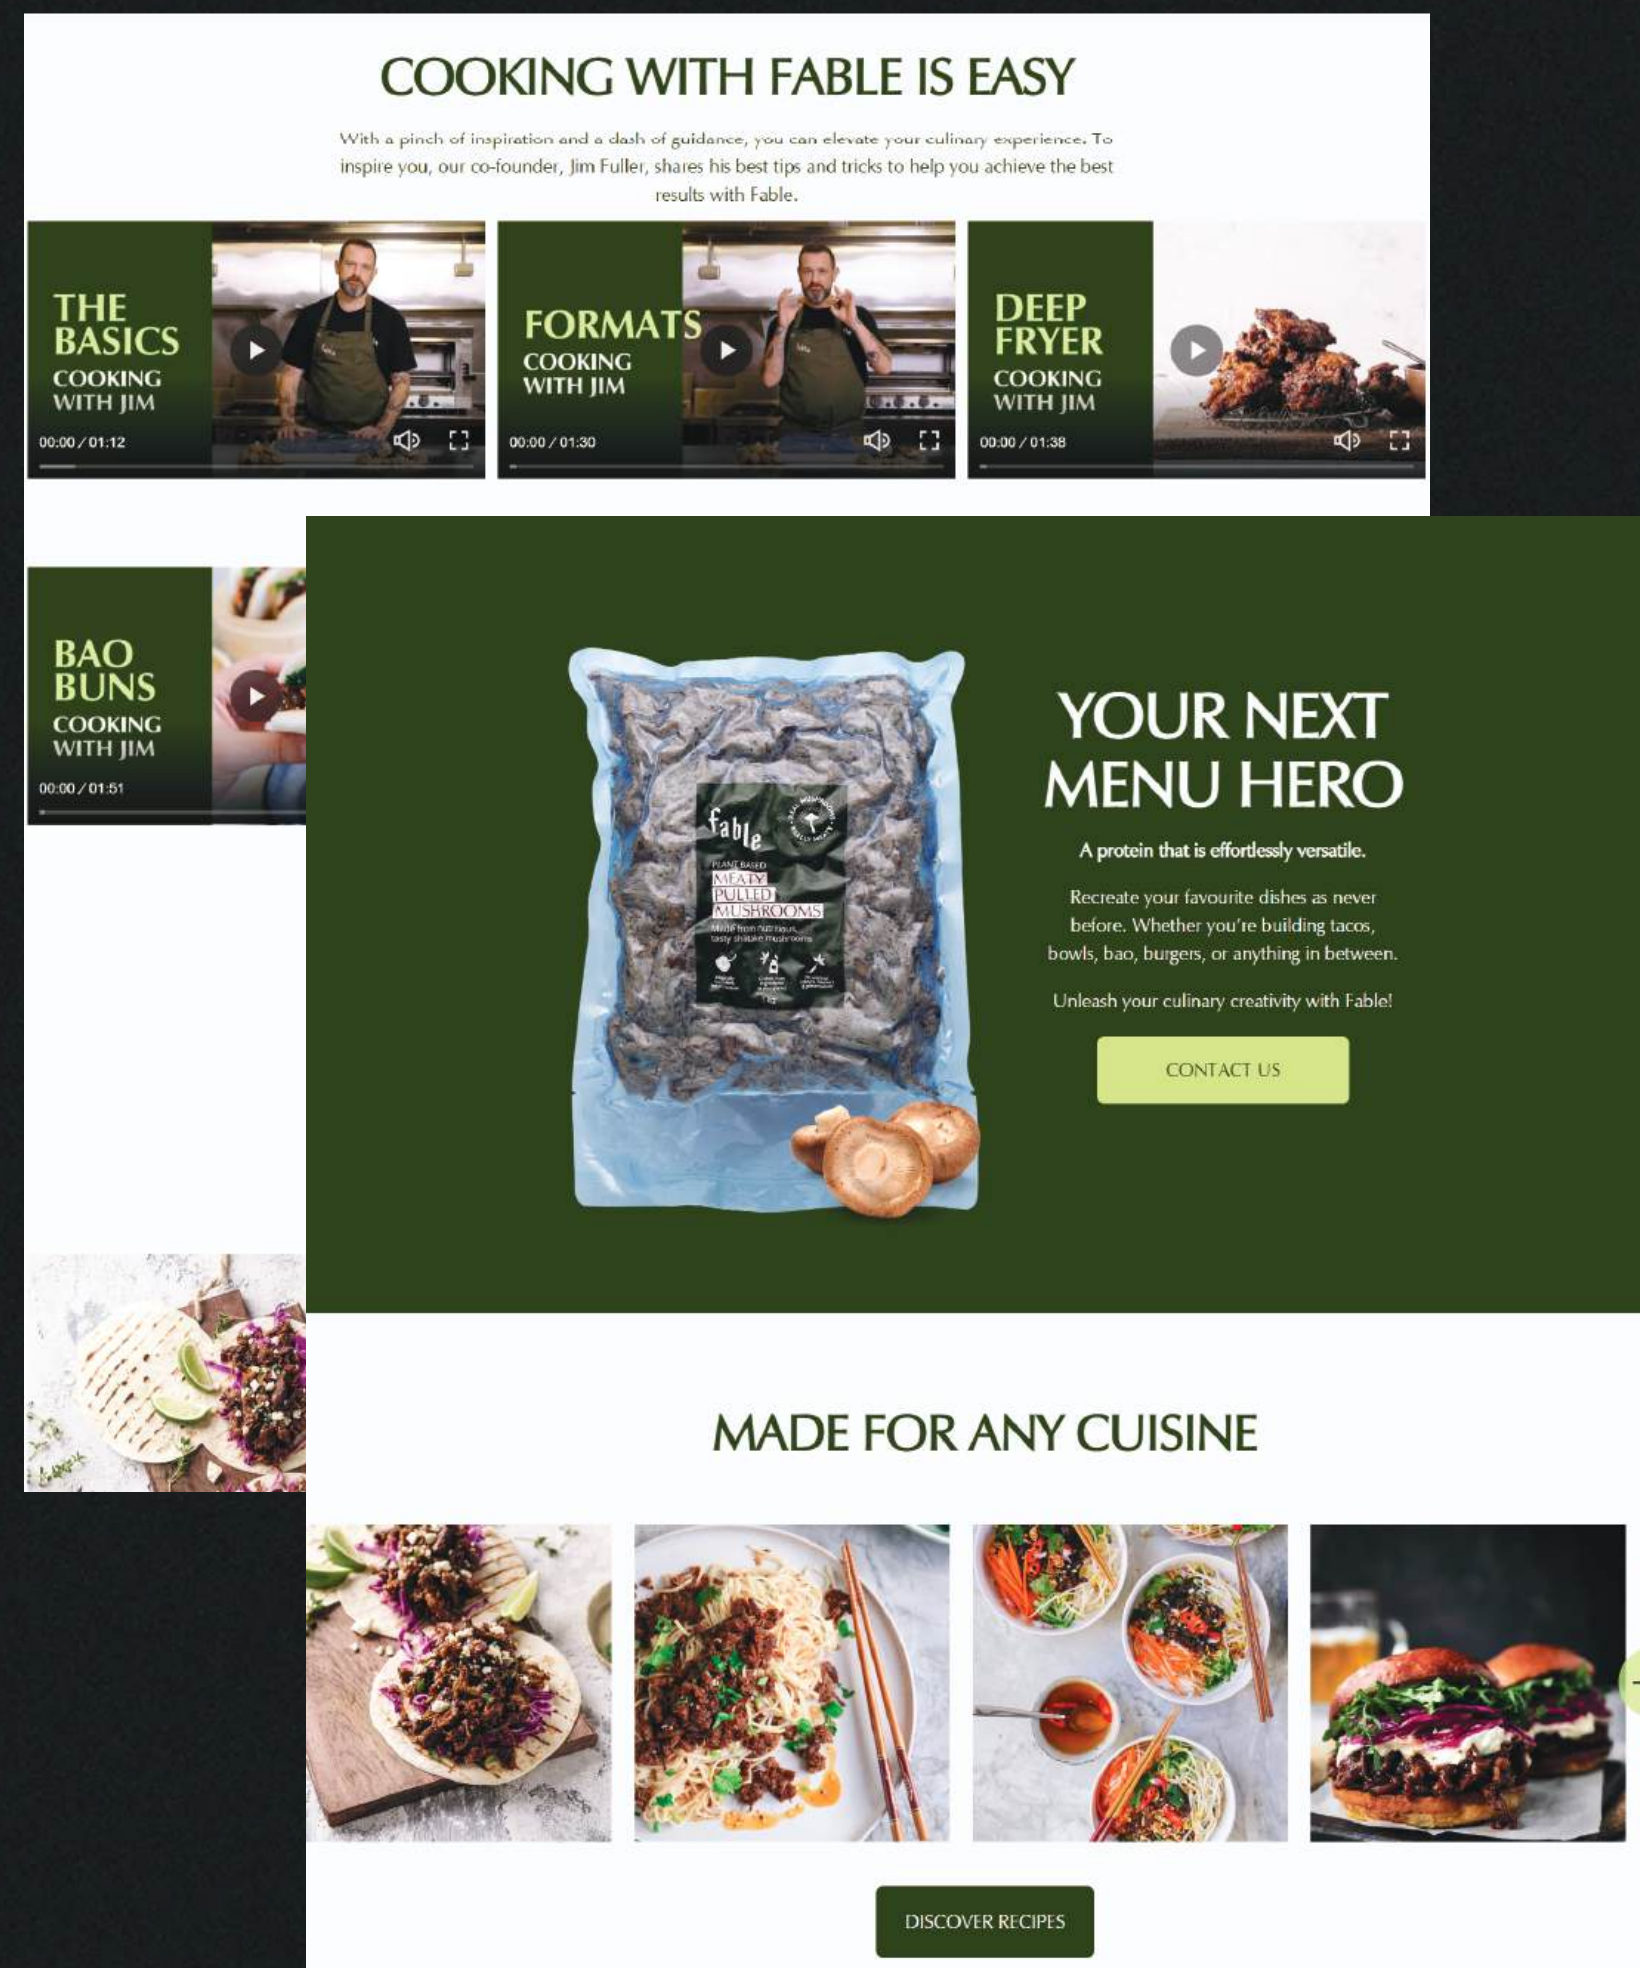 COOKING WITH FABLE IS EASY
With a pinch of inspiration and a dash of guidance, you can elevate your culinary experience. To
inspire you, our co-founder, Jim Fuller, shares his best tips and tricks to help you achieve the best
results with Fable.
THE
BASICS
COOKING
WITH JIM
00:00 / 01:12
FORMATS
COOKING
WITH JIM
00:00 / 01:30
DEEP
FRYER
COOKING
WITH JIM
00:00 / 01:38
BAO
BUNS
COOKING
WITH JIM
00:00 / 01:51
fable
PLANT BASED
MEATY
PULLED
MUSHROOMS
Made from nutritious,
tasty shiitake mushrooms
YOUR NEXT
MENU HERO
A protein that is effortlessly versatile.
Recreate your favourite dishes as never
before. Whether you're building tacos,
bowls, bao, burgers, or anything in between.
Unleash your culinary creativity with Fable!
CONTACT US
MADE FOR ANY CUISINE
DISCOVER RECIPES